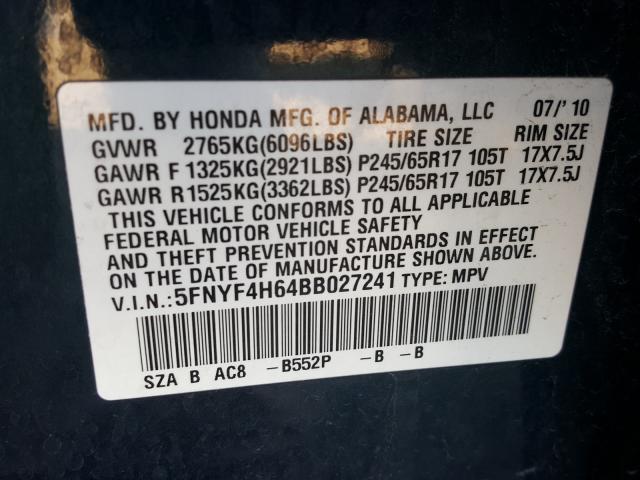 MFD. BY HONDA MFG. OF ALABAMA, LLC 07/'10
GVWR 2765KG(6096LBS) TIRE SIZE RIM SIZE
GAWR F 1325KG(2921LBS) P245/65R17 105T 17X7.5J
GAWR R 1525KG(3362LBS) P245/65R17 105T 17X7.5J
THIS VEHICLE CONFORMS TO ALL APPLICABLE
FEDERAL MOTOR VEHICLE SAFETY
AND THEFT PREVENTION STANDARDS IN EFFECT
ON THE DATE OF MANUFACTURE SHOWN ABOVE.
V.I.N.:5FNYF4H64BB027241 TYPE: MPV
SZA B AC8 -B552P -B -B